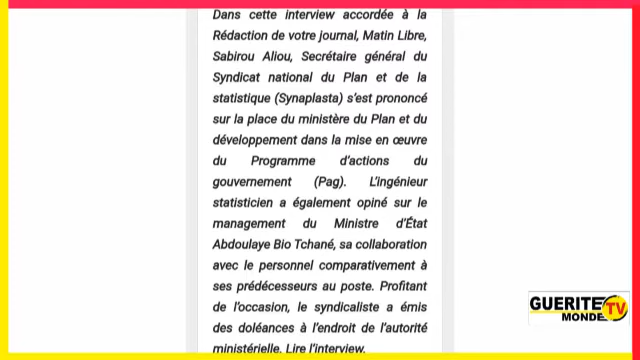 Dans cette interview accordée à la
Rédaction de votre journal, Matin Libre,
Sabirou Aliou, Secrétaire général du
Syndicat national du Plan et de la
statistique (Synaplasta) s'est prononcé
sur la place du ministère du Plan et du
développement dans la mise en œuvre
du Programme d'actions du
gouvernement (Pag). L'ingénieur
statisticien a également opiné sur le
management du Ministre d'État
Abdoulaye Bio Tchané, sa collaboration
avec le personnel comparativement à
ses prédécesseurs au poste. Profitant
de l'occasion, le syndicaliste a émis
des doléances à l'endroit de l'autorité
ministérielle. Lire l'interview.
GUERITE
TV
MONDE